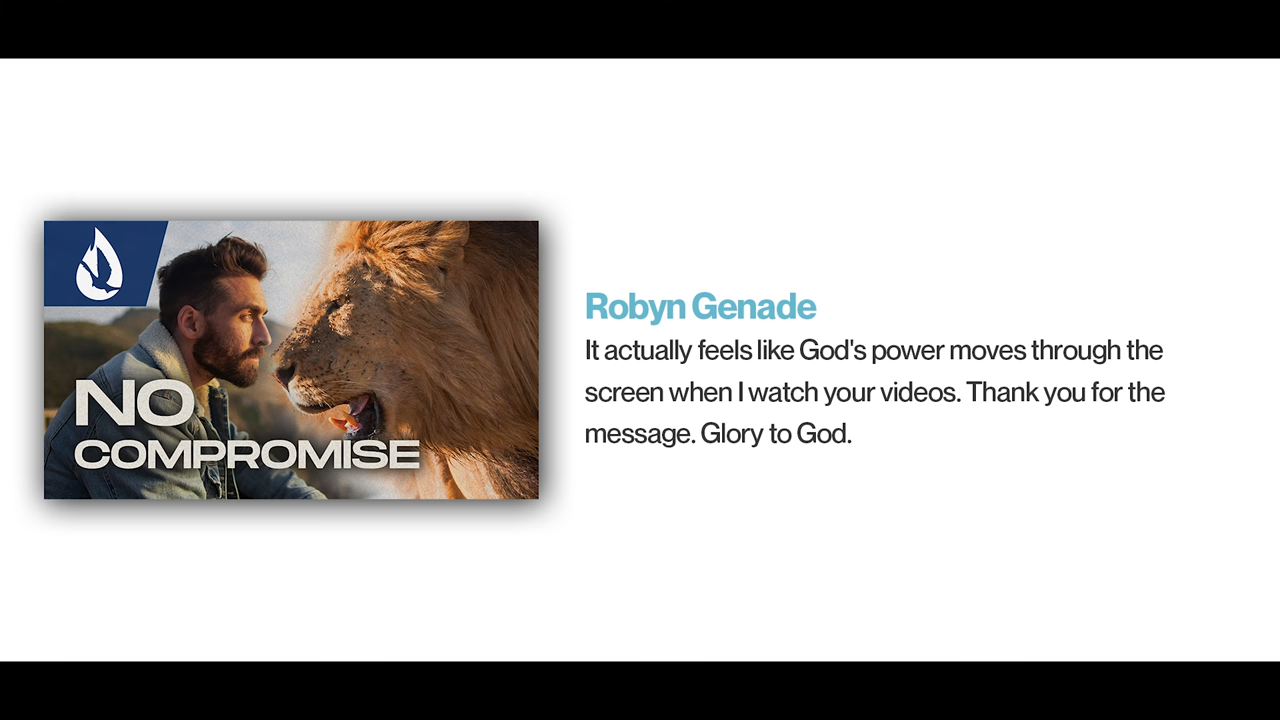 NO
COMPROMISE
Robyn Genade
It actually feels like God's power moves through the
screen when I watch your videos. Thank you for the
message. Glory to God.